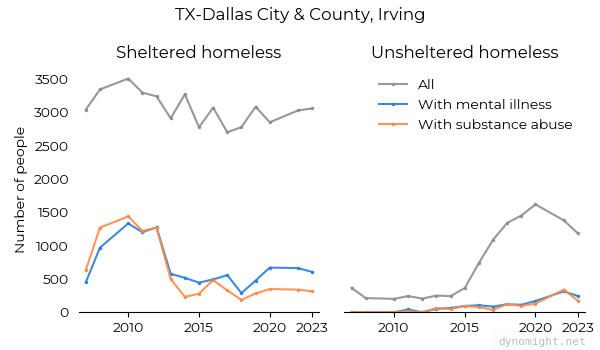 TX-Dallas City & County, Irving
Sheltered homeless
Unsheltered homeless
Number of people
3500
3000
2500
2000
1500
1000
500
0
2010
2015
2020
2023
All
With mental illness
With substance abuse
2010
2015
2020
2023
dynomight.net